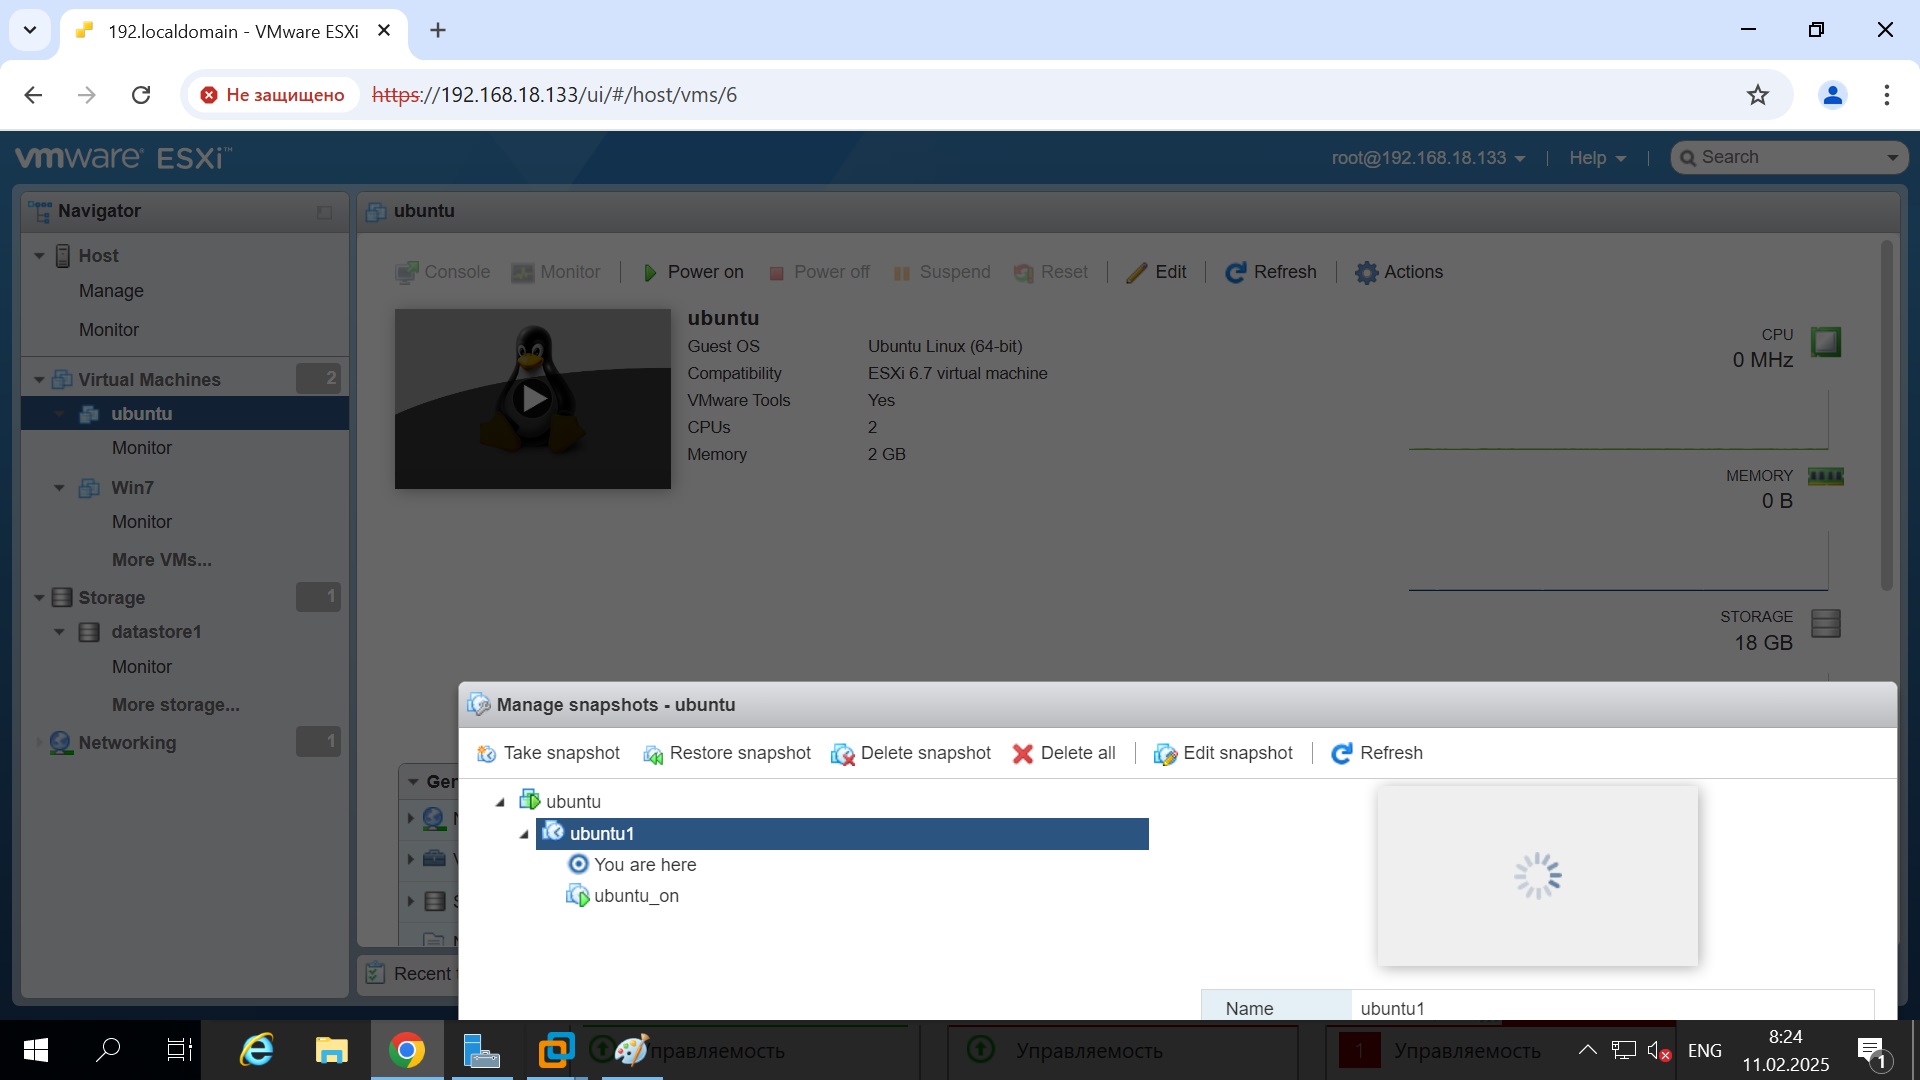 192.localdomain - VMware ESXi
Не защищено https://192.168.18.133/ui/#/host/vms/6
vmware ESXi™
root@192.168.18.133 | Help | Search
Navigator
Host
Manage
Monitor
Virtual Machines 2
ubuntu
Monitor
Win7
Monitor
More VMs...
Storage 1
datastore1
Monitor
More storage...
Networking 1
ubuntu
Console Monitor | Power on Power off Suspend Reset | Edit | Refresh | Actions
ubuntu
Guest OS Ubuntu Linux (64-bit)
Compatibility ESXi 6.7 virtual machine
VMware Tools Yes
CPUs 2
Memory 2 GB
CPU
0 MHz
MEMORY
0 B
STORAGE
18 GB
Recent
Manage snapshots - ubuntu
Take snapshot Restore snapshot Delete snapshot Delete all | Edit snapshot | Refresh
ubuntu
ubuntu1
You are here
ubuntu_on
Name ubuntu1
правляемость
Управляемость
1 Управляемость
ENG
8:24
11.02.2025
1